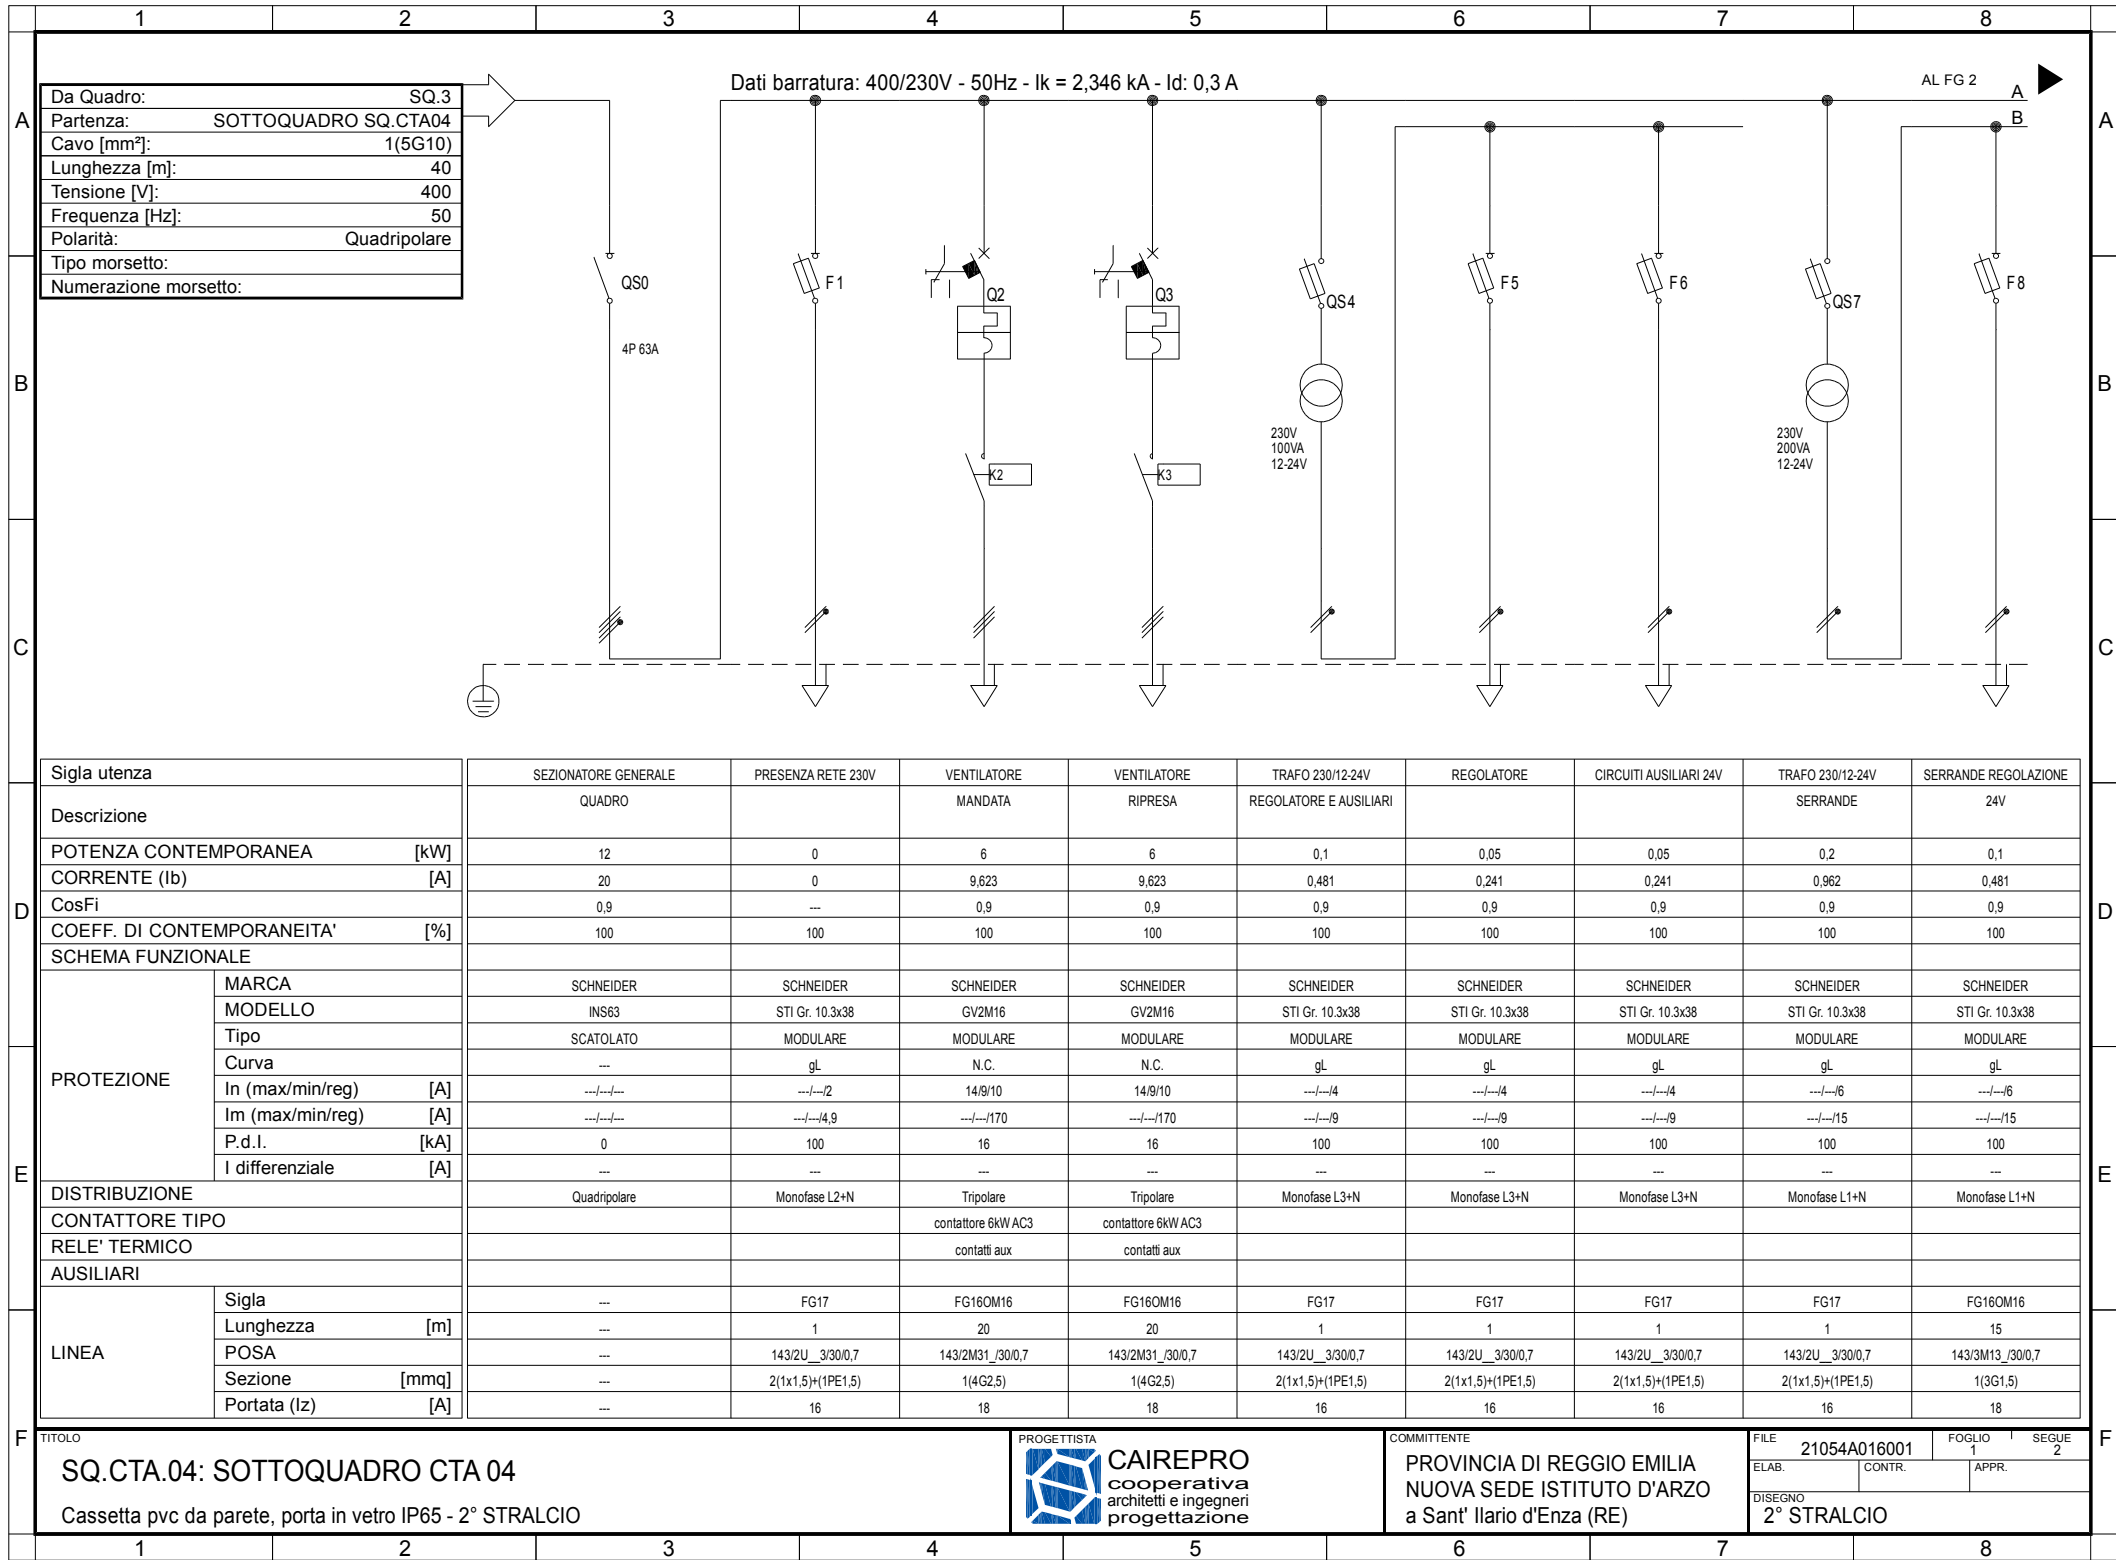 1 2 3 4 5 6 7 8
A A
B B
C C
D D
E E
F F
Da Quadro: SQ.3
Partenza: SOTTOQUADRO SQ.CTA04
Cavo [mm²]: 1(5G10)
Lunghezza [m]: 40
Tensione [V]: 400
Frequenza [Hz]: 50
Polarità: Quadripolare
Tipo morsetto:
Numerazione morsetto:
Dati barratura: 400/230V - 50Hz - Ik = 2,346 kA - Id: 0,3 A
AL FG 2
A
B
QS0
4P 63A
F1
Q2
K2
Q3
K3
QS4
230V
100VA
12-24V
F5
F6
QS7
230V
200VA
12-24V
F8
Sigla utenza SEZIONATORE GENERALE PRESENZA RETE 230V VENTILATORE VENTILATORE TRAFO 230/12-24V REGOLATORE CIRCUITI AUSILIARI 24V TRAFO 230/12-24V SERRANDE REGOLAZIONE
Descrizione QUADRO MANDATA RIPRESA REGOLATORE E AUSILIARI SERRANDE 24V
POTENZA CONTEMPORANEA [kW] 12 0 6 6 0,1 0,05 0,05 0,2 0,1
CORRENTE (Ib) [A] 20 0 9,623 9,623 0,481 0,241 0,241 0,962 0,481
CosFi 0,9 --- 0,9 0,9 0,9 0,9 0,9 0,9 0,9
COEFF. DI CONTEMPORANEITA' [%] 100 100 100 100 100 100 100 100 100
SCHEMA FUNZIONALE
PROTEZIONE
MARCA SCHNEIDER SCHNEIDER SCHNEIDER SCHNEIDER SCHNEIDER SCHNEIDER SCHNEIDER SCHNEIDER SCHNEIDER
MODELLO INS63 STI Gr. 10.3x38 GV2M16 GV2M16 STI Gr. 10.3x38 STI Gr. 10.3x38 STI Gr. 10.3x38 STI Gr. 10.3x38 STI Gr. 10.3x38
Tipo SCATOLATO MODULARE MODULARE MODULARE MODULARE MODULARE MODULARE MODULARE MODULARE
Curva --- gL N.C. N.C. gL gL gL gL gL
In (max/min/reg) [A] ---/---/--- ---/---/2 14/9/10 14/9/10 ---/---/4 ---/---/4 ---/---/4 ---/---/6 ---/---/6
Im (max/min/reg) [A] ---/---/--- ---/---/4,9 ---/---/170 ---/---/170 ---/---/9 ---/---/9 ---/---/9 ---/---/15 ---/---/15
P.d.I. [kA] 0 100 16 16 100 100 100 100 100
I differenziale [A] --- --- --- --- --- --- --- --- ---
DISTRIBUZIONE Quadripolare Monofase L2+N Tripolare Tripolare Monofase L3+N Monofase L3+N Monofase L3+N Monofase L1+N Monofase L1+N
CONTATTORE TIPO contattore 6kW AC3 contattore 6kW AC3
RELE' TERMICO contatti aux contatti aux
AUSILIARI
LINEA
Sigla --- FG17 FG16OM16 FG16OM16 FG17 FG17 FG17 FG17 FG16OM16
Lunghezza [m] --- 1 20 20 1 1 1 1 15
POSA --- 143/2U__3/30/0,7 143/2M31_/30/0,7 143/2M31_/30/0,7 143/2U__3/30/0,7 143/2U__3/30/0,7 143/2U__3/30/0,7 143/2U__3/30/0,7 143/3M13_/30/0,7
Sezione [mmq] --- 2(1x1,5)+(1PE1,5) 1(4G2,5) 1(4G2,5) 2(1x1,5)+(1PE1,5) 2(1x1,5)+(1PE1,5) 2(1x1,5)+(1PE1,5) 2(1x1,5)+(1PE1,5) 1(3G1,5)
Portata (Iz) [A] --- 16 18 18 16 16 16 16 18
TITOLO
SQ.CTA.04: SOTTOQUADRO CTA 04
Cassetta pvc da parete, porta in vetro IP65 - 2° STRALCIO
PROGETTISTA
CAIREPRO
cooperativa
architetti e ingegneri
progettazione
COMMITTENTE
PROVINCIA DI REGGIO EMILIA
NUOVA SEDE ISTITUTO D'ARZO
a Sant' Ilario d'Enza (RE)
FILE 21054A016001
FOGLIO 1
SEGUE 2
ELAB. CONTR. APPR.
DISEGNO
2° STRALCIO
1 2 3 4 5 6 7 8